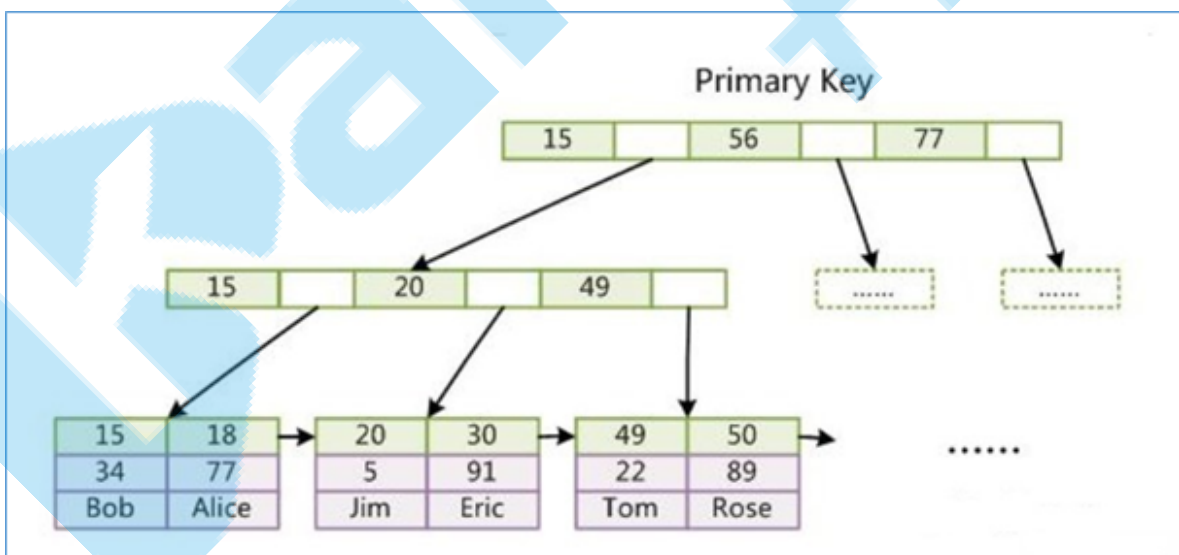 Primary Key
15 56 77
15 20 49
...... ......
15 18 20 30 49 50
34 77 5 91 22 89
Bob Alice Jim Eric Tom Rose
......